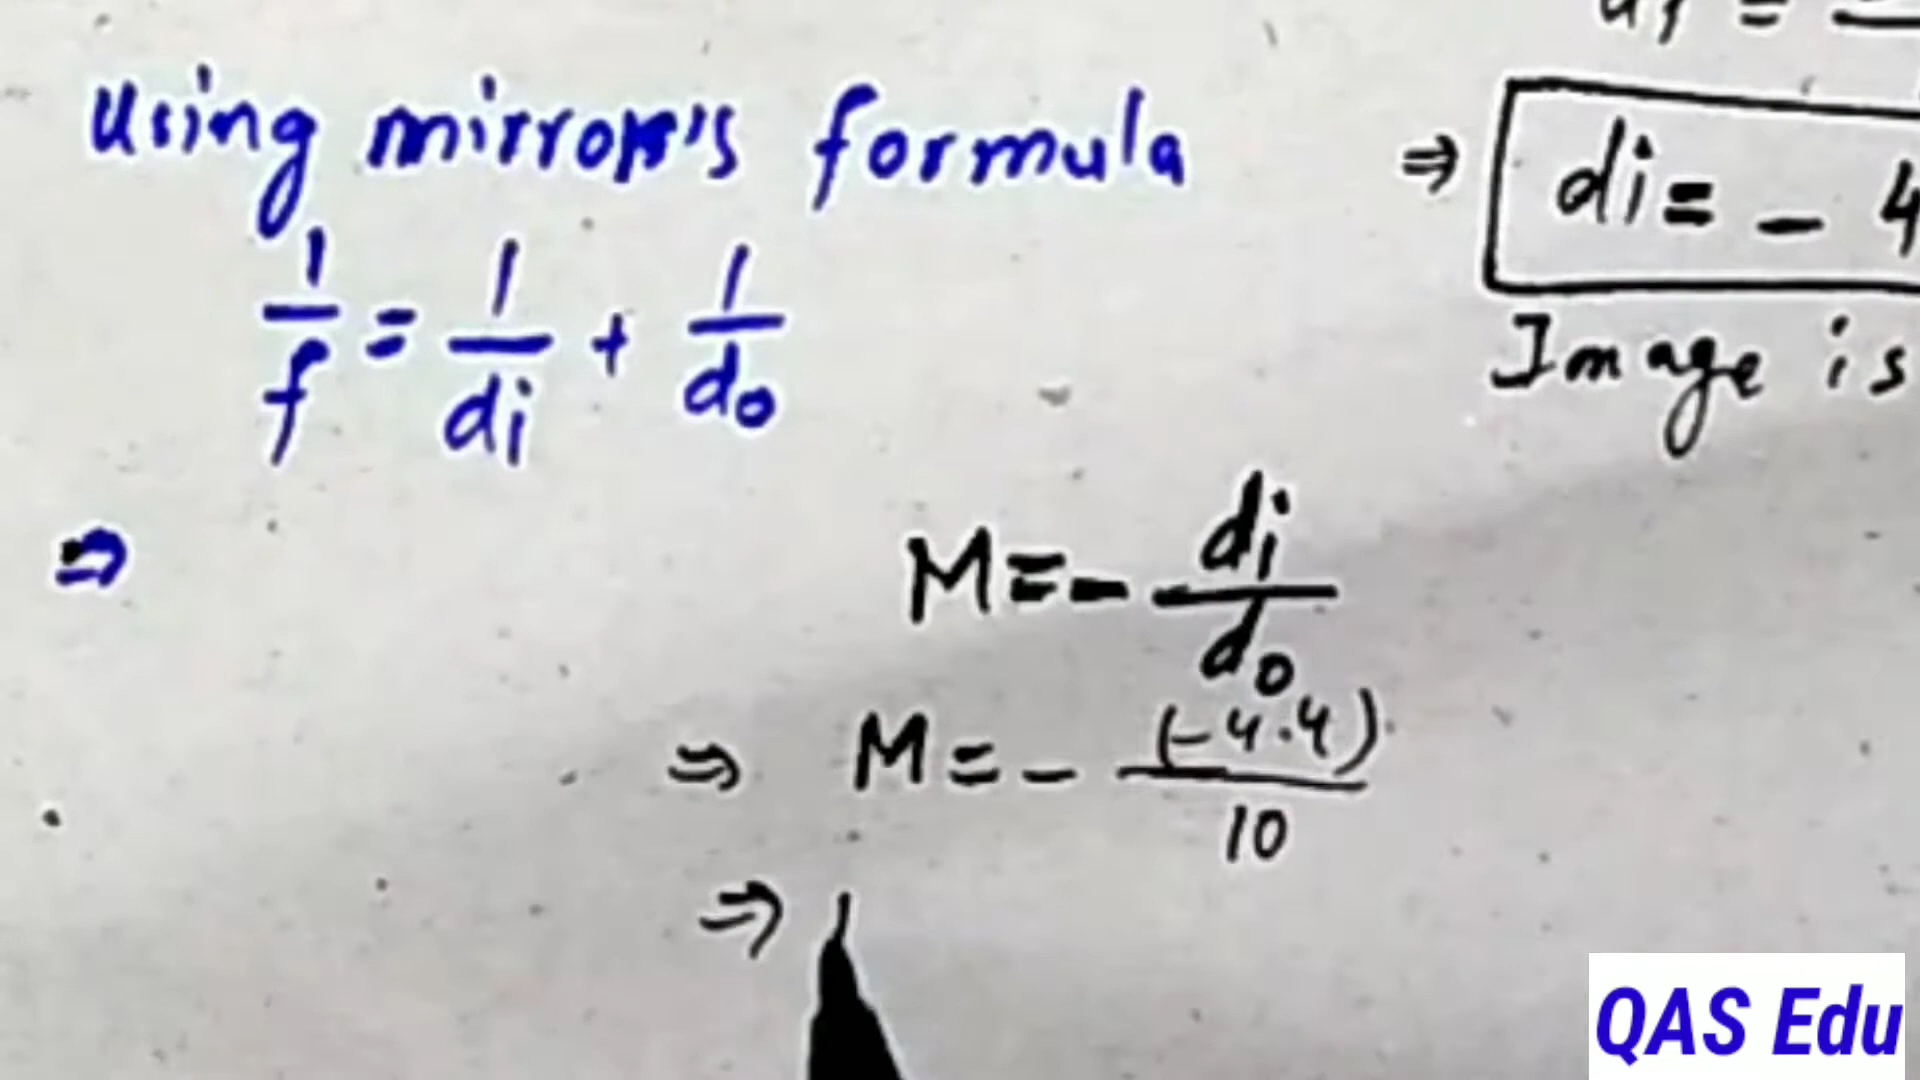 Using mirror's formula
1/f = 1/di + 1/do
⇒
⇒ di = - 4
Image is
M = - di/do
⇒ M = - (-4.4)/10
⇒
QAS Edu